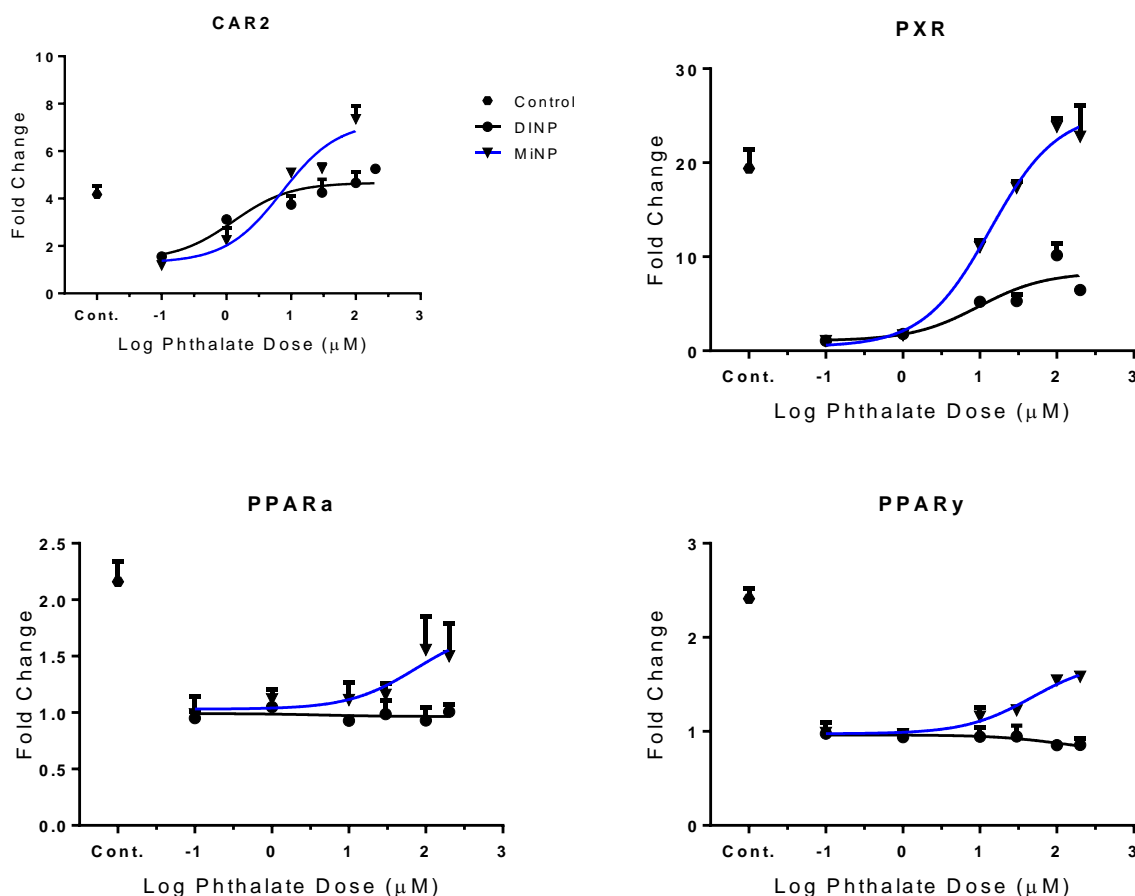 CAR2
10
8
6
4
2
0
Fold Change
Cont. -1 0 1 2 3
Log Phthalate Dose (μM)
Control
DINP
MiNP
PXR
30
20
10
0
Fold Change
Cont. -1 0 1 2 3
Log Phthalate Dose (μM)
PPARa
2.5
2.0
1.5
1.0
0.5
0.0
Fold Change
Cont. -1 0 1 2 3
Log Phthalate Dose (μM)
PPARy
3
2
1
0
Fold Change
Cont. -1 0 1 2 3
Log Phthalate Dose (μM)